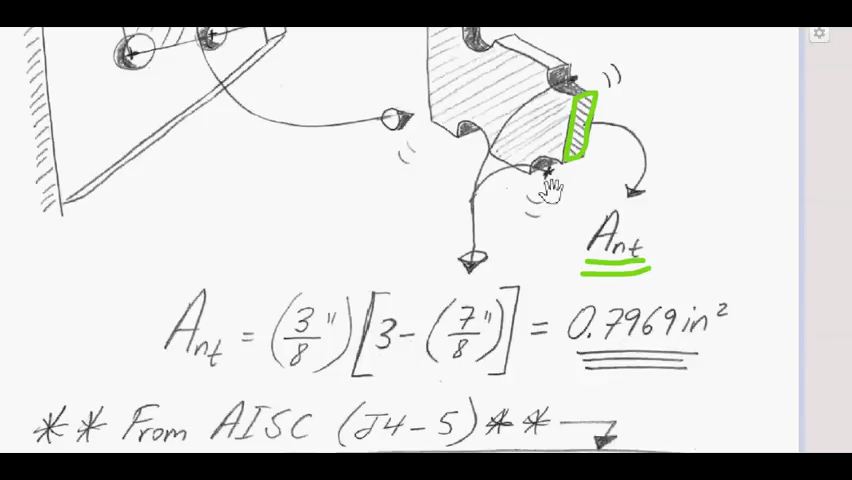 Ant
Ant = (3/8") [3 - (7/8")] = 0.7969 in²
** From AISC (J4-5) **